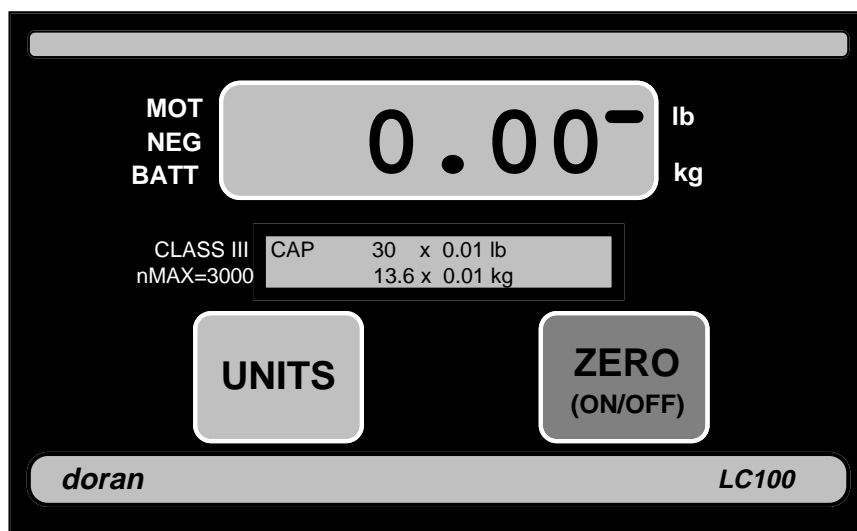 MOT
NEG
BATT
0.00
lb
kg
CLASS III
nMAX=3000
CAP 30 x 0.01 lb
13.6 x 0.01 kg
UNITS
ZERO
(ON/OFF)
doran
LC100